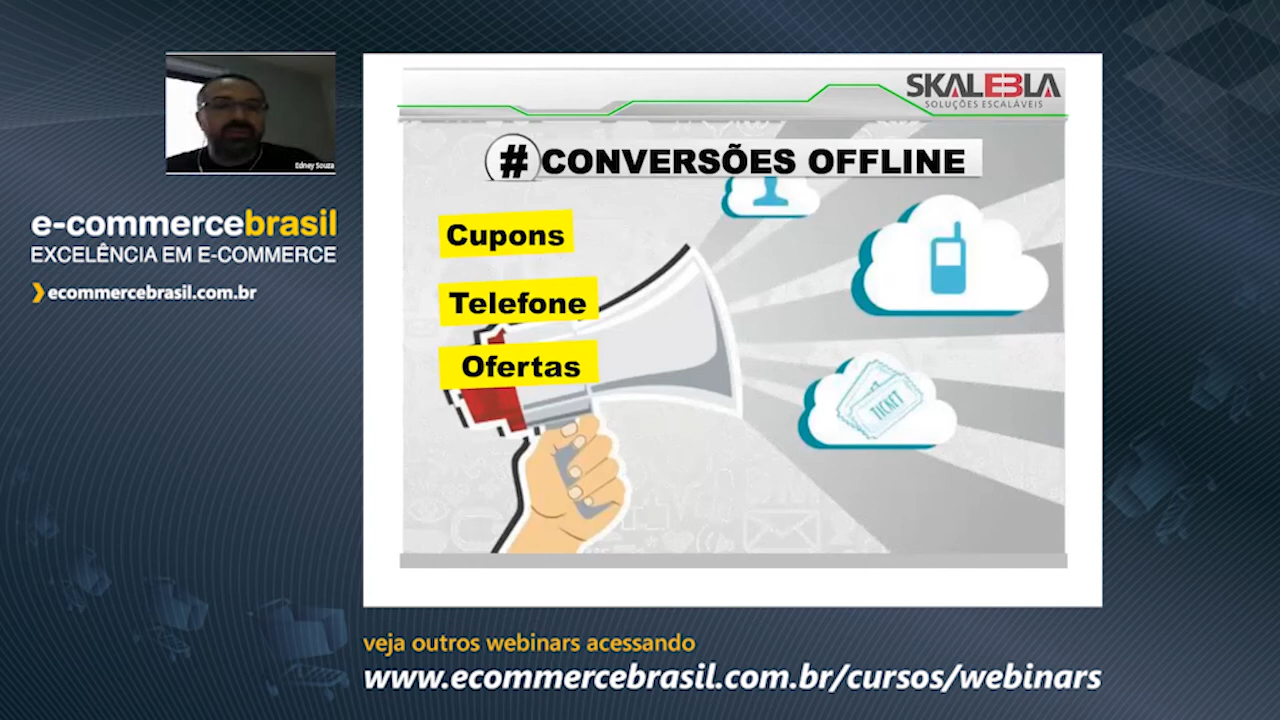 Edney Souza
e-commercebrasil
EXCELÊNCIA EM E-COMMERCE
ecommercebrasil.com.br
SKALEBLA
SOLUÇÕES ESCALÁVEIS
#CONVERSÕES OFFLINE
Cupons
Telefone
Ofertas
TICKET
veja outros webinars acessando
www.ecommercebrasil.com.br/cursos/webinars